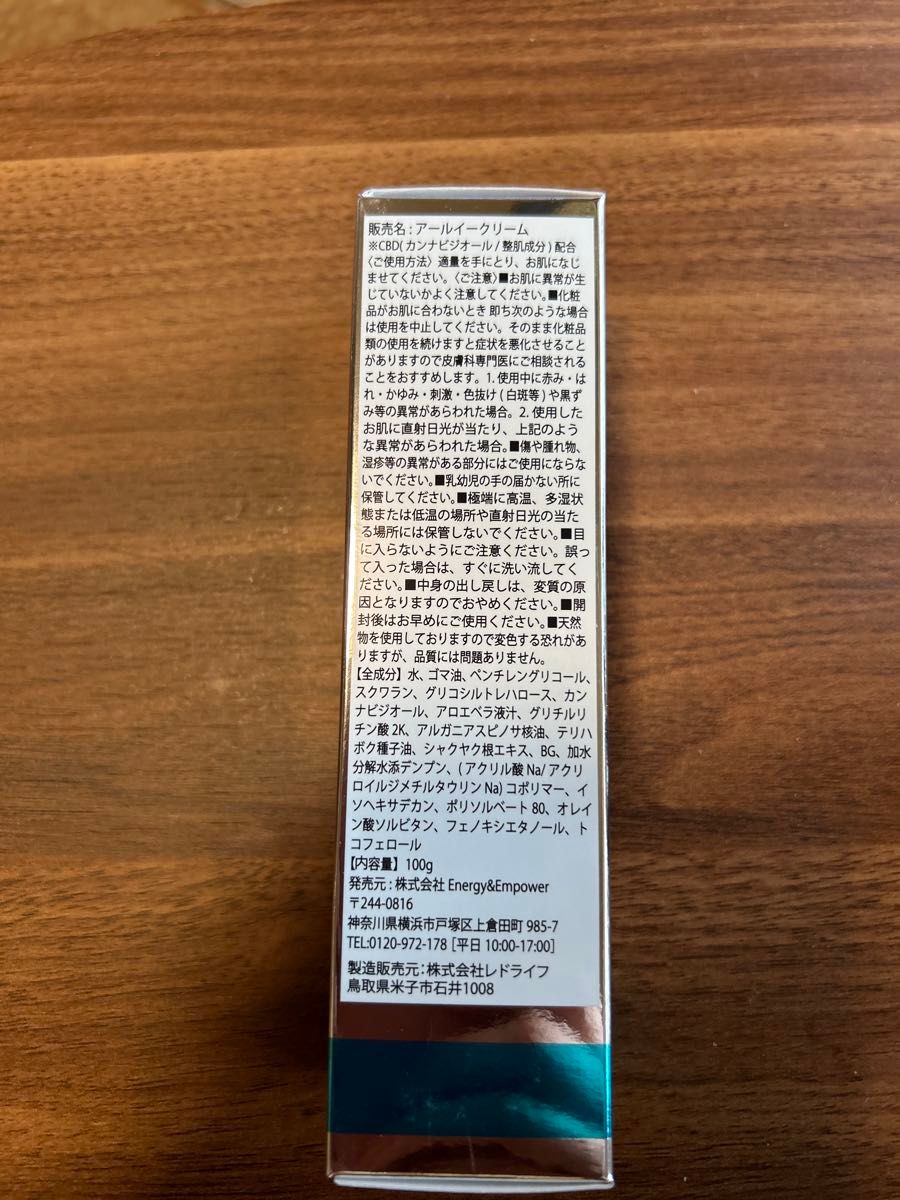 販売名：アールイークリーム
※CBD(カンナビジオール/整肌成分)配合
〈ご使用方法〉適量を手にとり、お肌になじ
ませてください。〈ご注意〉■お肌に異常が生
じていないかよく注意してください。■化粧
品がお肌に合わないとき 即ち次のような場合
は使用を中止してください。そのまま化粧品
類の使用を続けますと症状を悪化させること
がありますので皮膚科専門医にご相談される
ことをおすすめします。1. 使用中に赤み・は
れ・かゆみ・刺激・色抜け(白斑等)や黒ず
み等の異常があらわれた場合。2. 使用した
お肌に直射日光が当たり、上記のよう
な異常があらわれた場合。■傷や腫れ物、
湿疹等の異常がある部分にはご使用にならな
いでください。■乳幼児の手の届かない所に
保管してください。■極端に高温、多湿状
態または低温の場所や直射日光の当た
る場所には保管しないでください。■目
に入らないようにご注意ください。誤っ
て入った場合は、すぐに洗い流してく
ださい。■中身の出し戻しは、変質の原
因となりますのでおやめください。■開
封後はお早めにご使用ください。■天然
物を使用しておりますので変色する恐れがあ
りますが、品質には問題ありません。
【全成分】水、ゴマ油、ペンチレングリコール、
スクワラン、グリコシルトレハロース、カン
ナビジオール、アロエベラ液汁、グリチルリ
チン酸2K、アルガニアスピノサ核油、テリハ
ボク種子油、シャクヤク根エキス、BG、加水
分解水添デンプン、(アクリル酸Na/アクリ
ロイルジメチルタウリンNa)コポリマー、イ
ソヘキサデカン、ポリソルベート80、オレイ
ン酸ソルビタン、フェノキシエタノール、ト
コフェロール
【内容量】100g
発売元：株式会社 Energy&Empower
〒244-0816
神奈川県横浜市戸塚区上倉田町 985-7
TEL:0120-972-178［平日 10:00-17:00］
製造販売元：株式会社レドライフ
鳥取県米子市石井1008